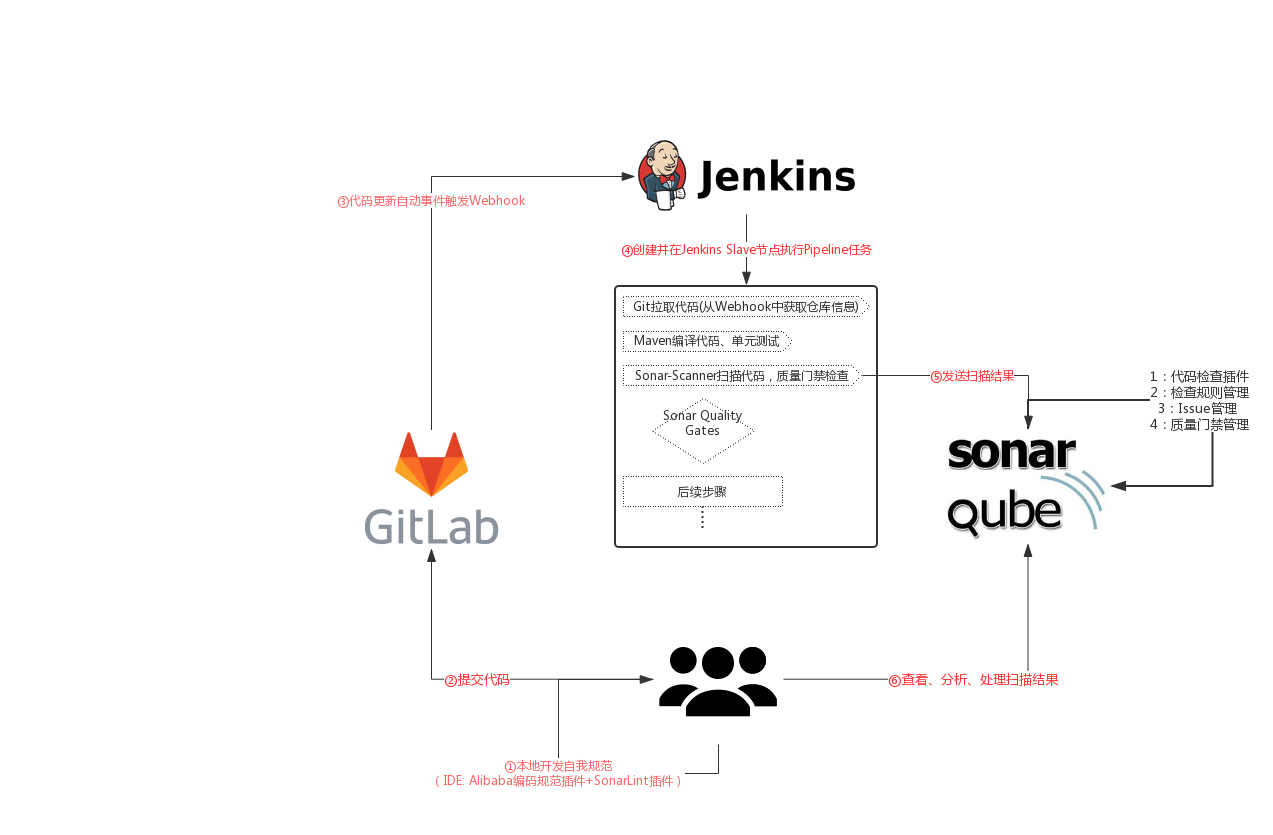 Jenkins
③代码更新自动事件触发Webhook
④创建并在Jenkins Slave节点执行Pipeline任务
Git拉取代码(从Webhook中获取仓库信息)
Maven编译代码、单元测试
Sonar-Scanner扫描代码，质量门禁检查
⑤发送扫描结果
1：代码检查插件
2：检查规则管理
3：Issue管理
4：质量门禁管理
Sonar Quality
Gates
sonar
qube
后续步骤
GitLab
②提交代码
⑥查看、分析、处理扫描结果
①本地开发自我规范
（IDE: Alibaba编码规范插件+SonarLint插件）